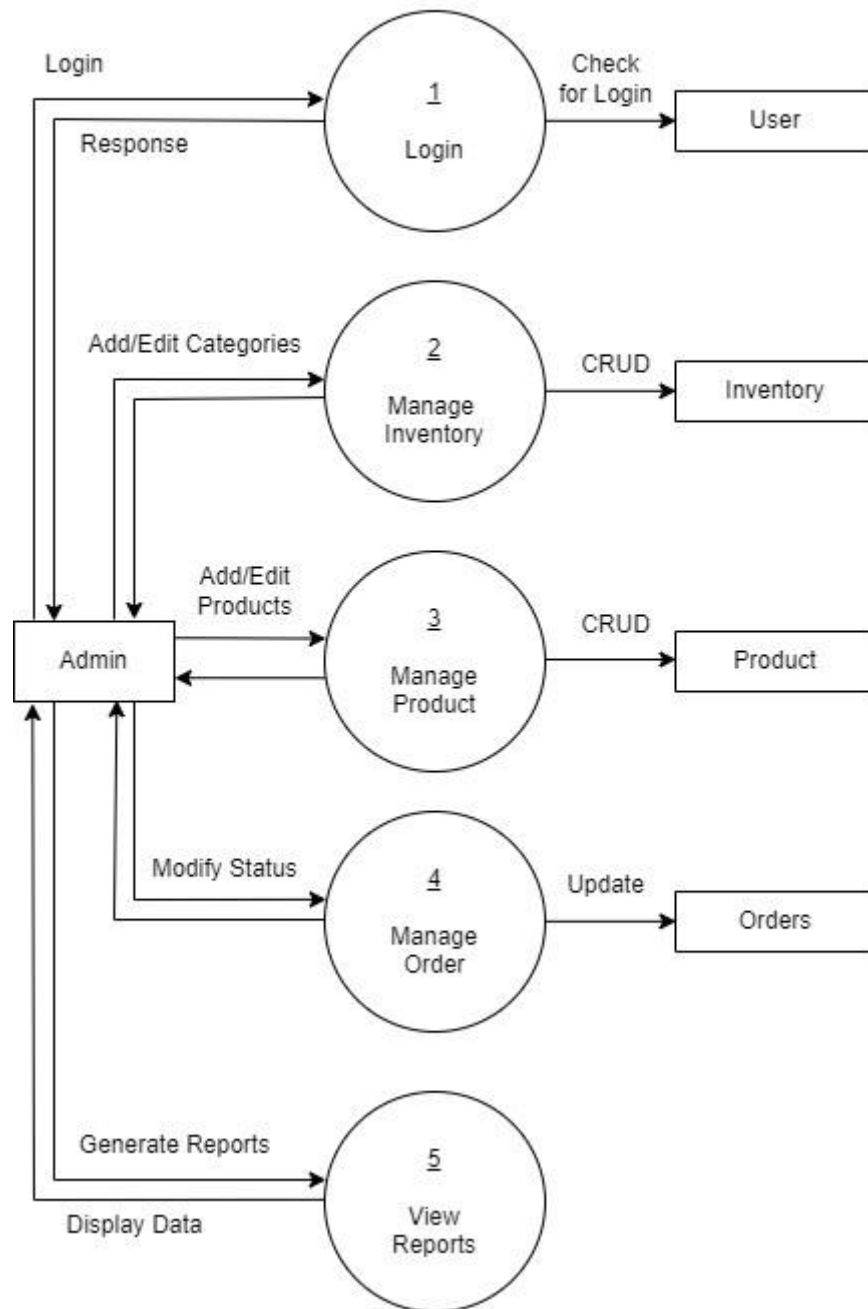 Login
Response
1
Login
Check
for Login
User
Add/Edit Categories
2
Manage
Inventory
CRUD
Inventory
Admin
Add/Edit
Products
3
Manage
Product
CRUD
Product
Modify Status
4
Manage
Order
Update
Orders
Generate Reports
Display Data
5
View
Reports